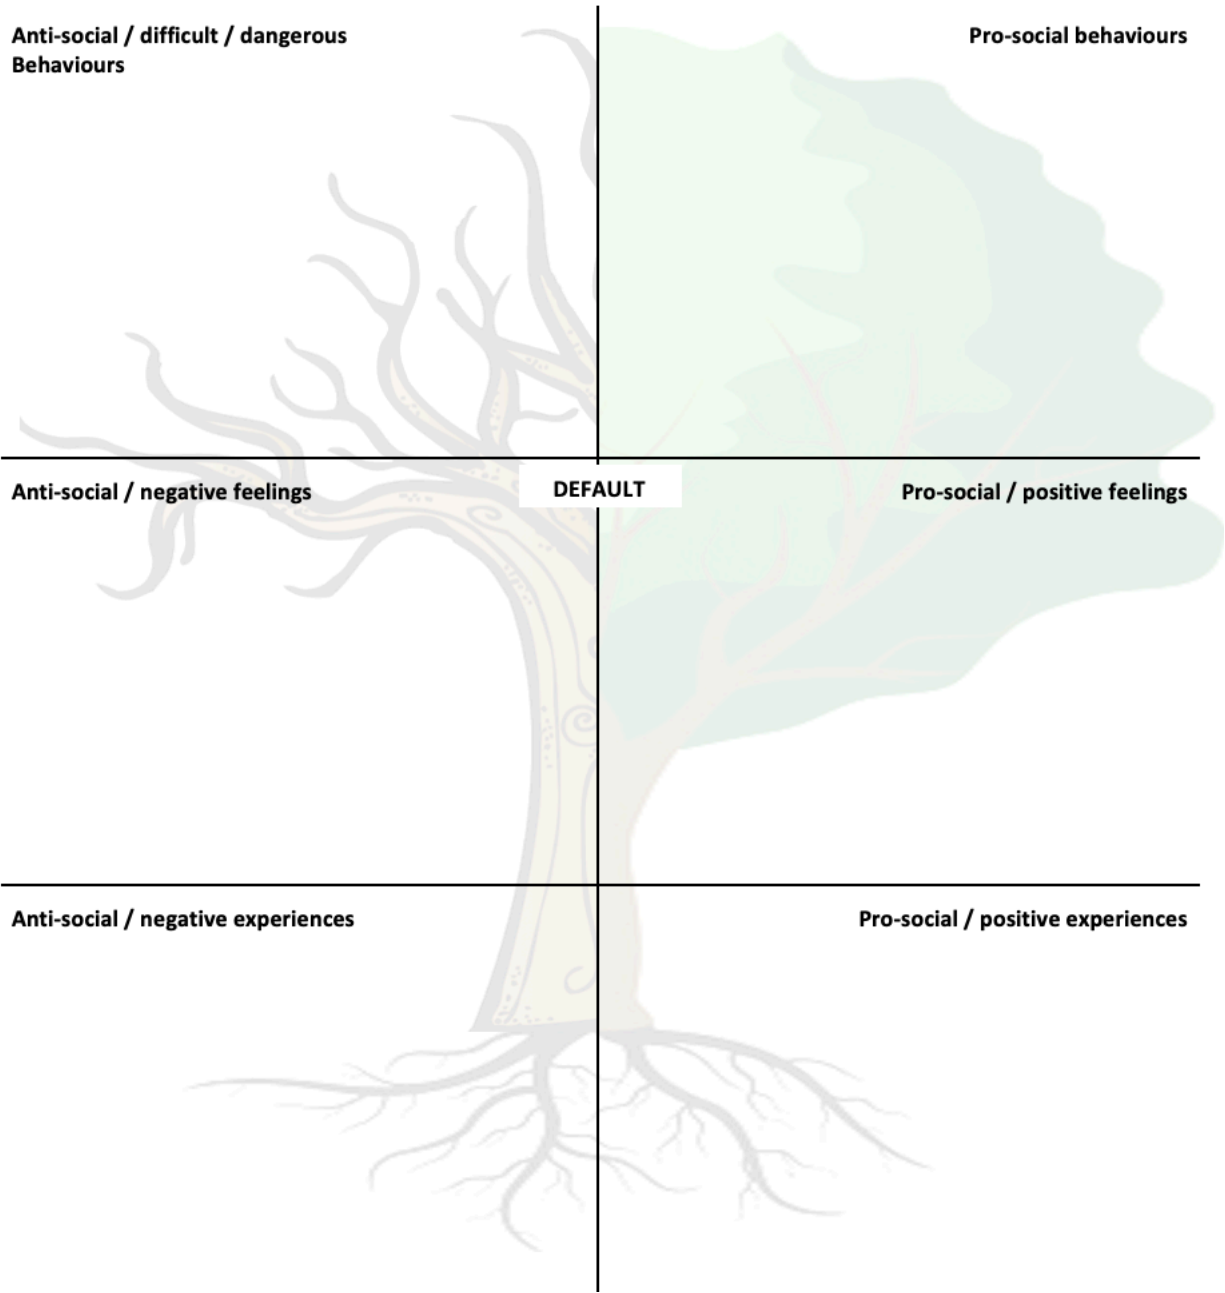 Anti-social / difficult / dangerous
Behaviours
Pro-social behaviours
Anti-social / negative feelings
DEFAULT
Pro-social / positive feelings
Anti-social / negative experiences
Pro-social / positive experiences